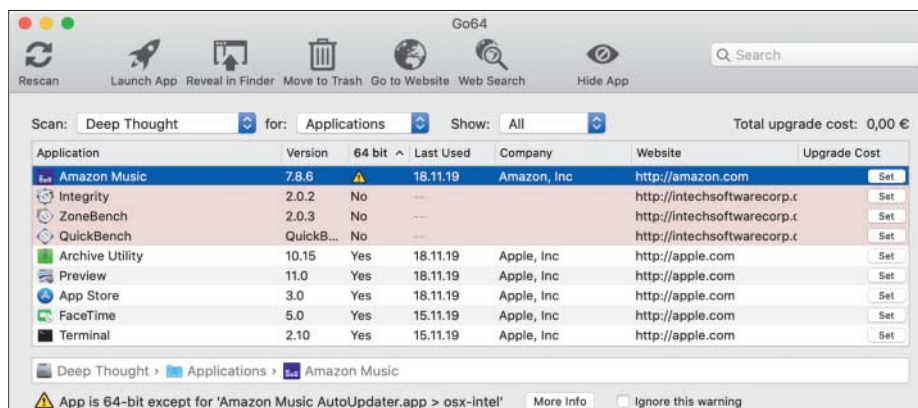 Go64
Rescan Launch App Reveal in Finder Move to Trash Go to Website Web Search Hide App Search
Scan: Deep Thought for: Applications Show: All Total upgrade cost: 0,00 €
Application Version 64 bit Last Used Company Website Upgrade Cost
Amazon Music 7.8.6 18.11.19 Amazon, Inc http://amazon.com Set
Integrity 2.0.2 No -- http://intechsoftwarecorp.c Set
ZoneBench 2.0.3 No -- http://intechsoftwarecorp.c Set
QuickBench QuickB... No -- http://intechsoftwarecorp.c Set
Archive Utility 10.15 Yes 18.11.19 Apple, Inc http://apple.com Set
Preview 11.0 Yes 18.11.19 Apple, Inc http://apple.com Set
App Store 3.0 Yes 18.11.19 Apple, Inc http://apple.com Set
FaceTime 5.0 Yes 15.11.19 Apple, Inc http://apple.com Set
Terminal 2.10 Yes 15.11.19 Apple, Inc http://apple.com Set
Deep Thought › Applications › Amazon Music
App is 64-bit except for 'Amazon Music AutoUpdater.app > osx-intel' More Info Ignore this warning